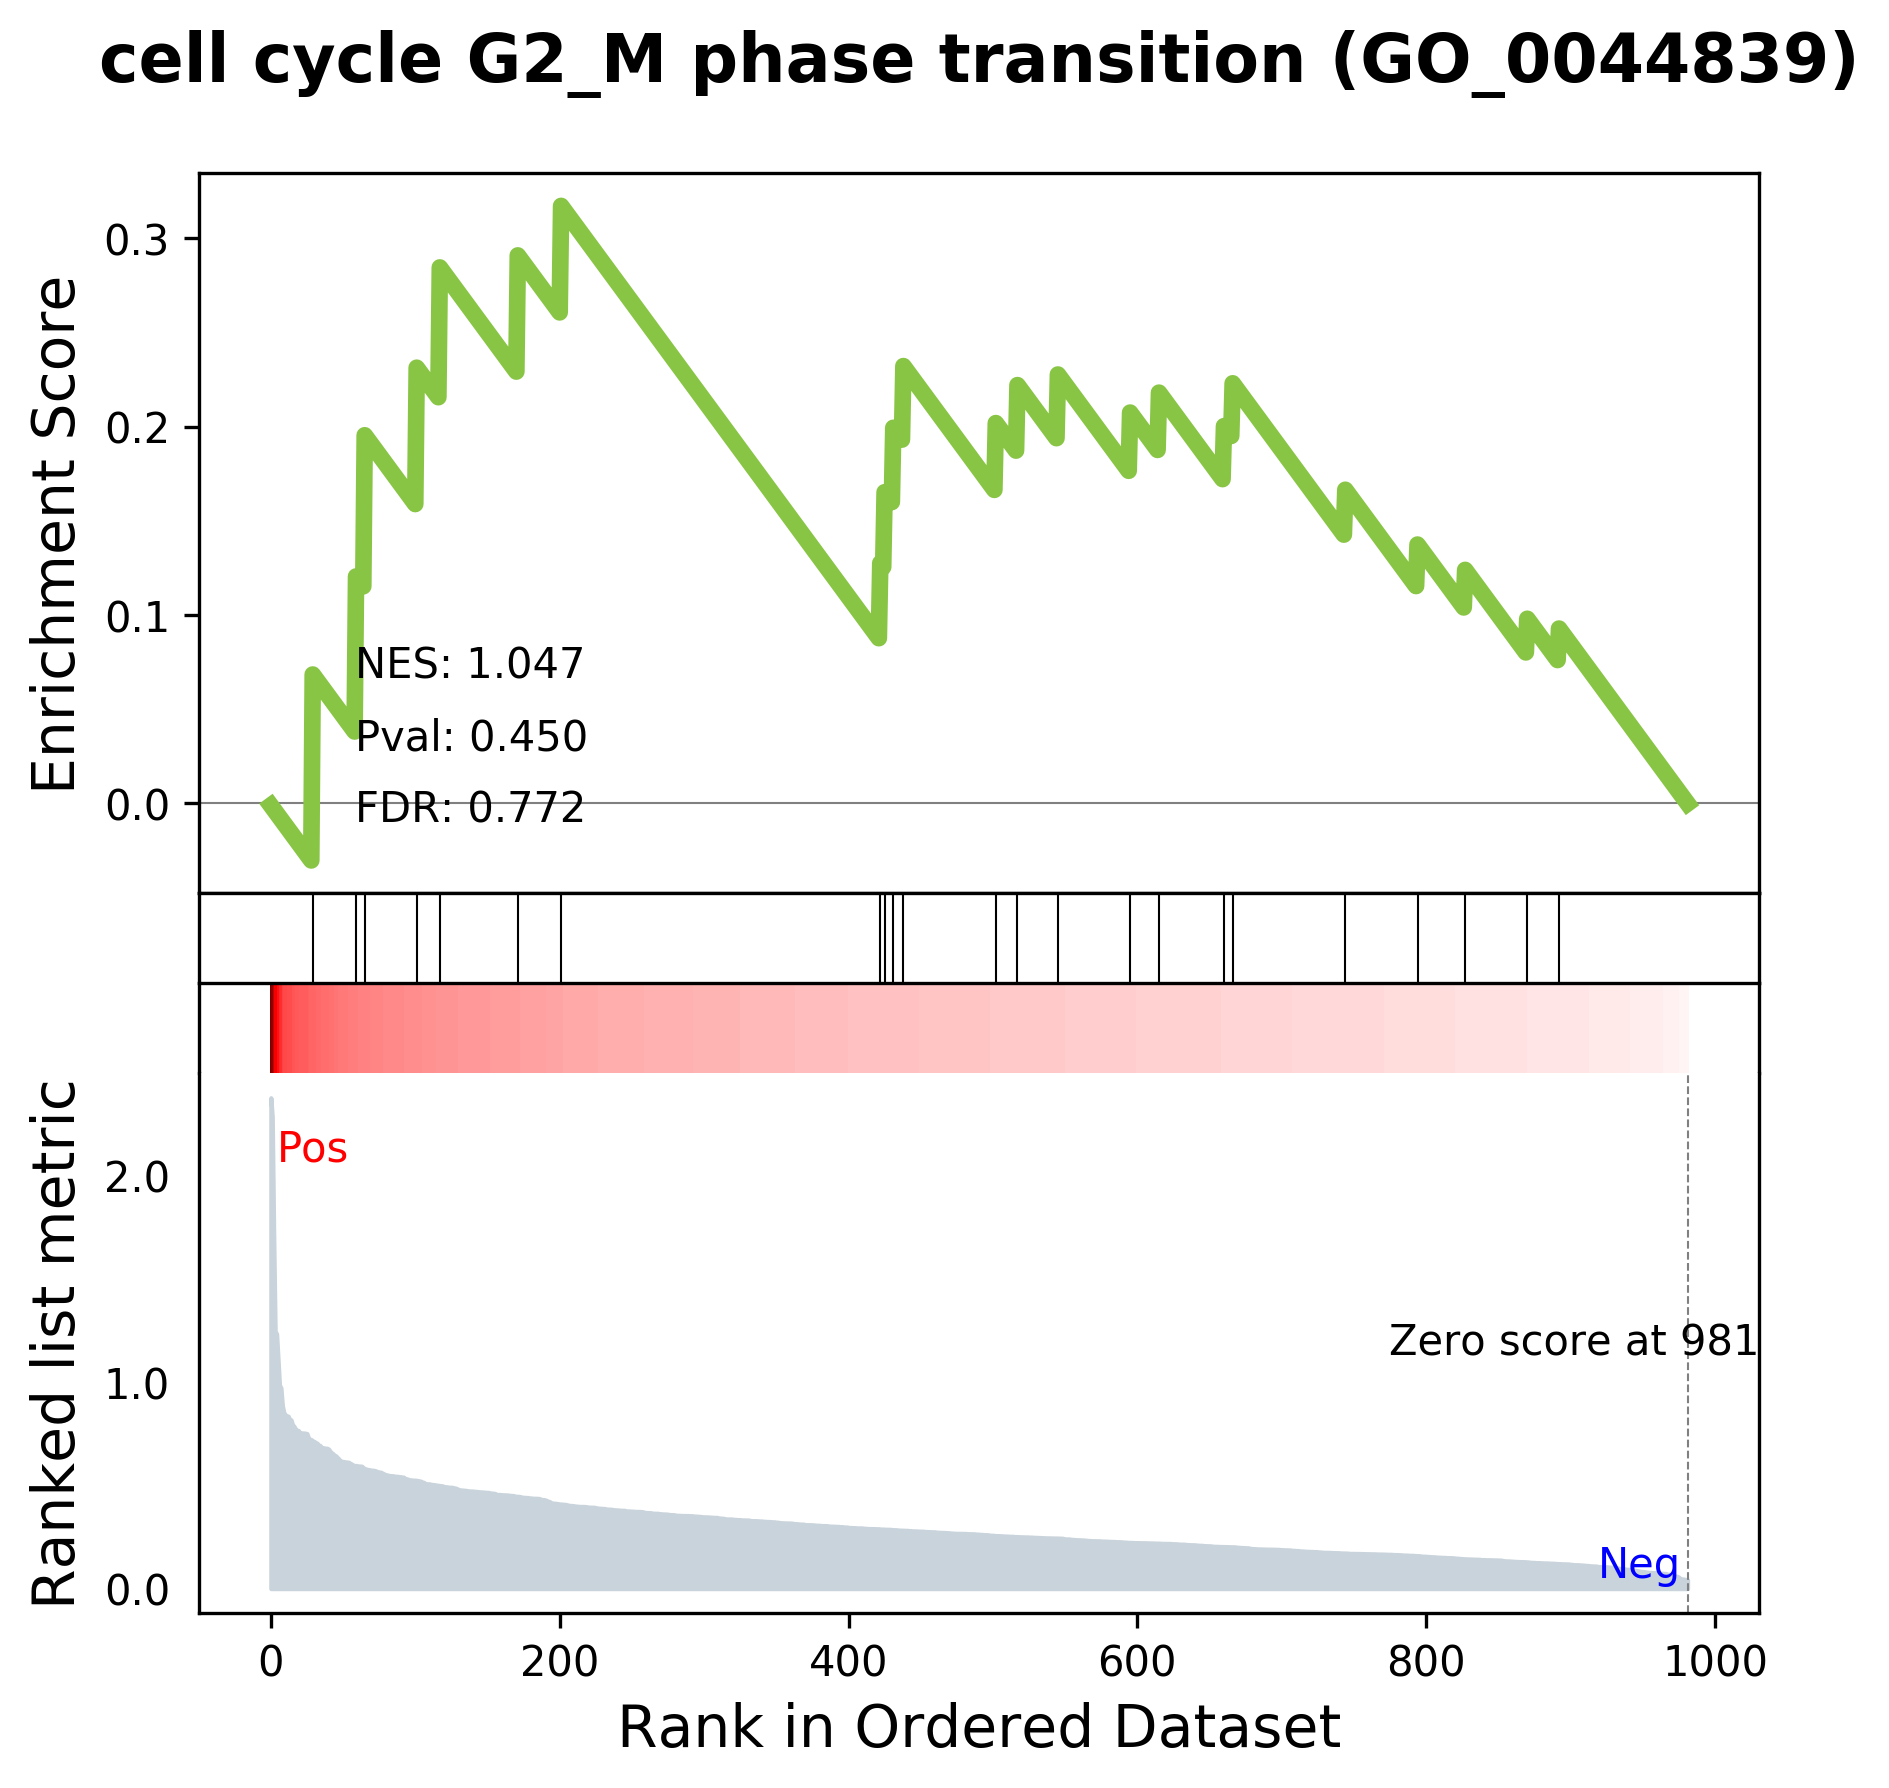 cell cycle G2_M phase transition (GO_0044839)
Enrichment Score
0.3
0.2
0.1
0.0
NES: 1.047
Pval: 0.450
FDR: 0.772
Ranked list metric
2.0
1.0
0.0
Pos
Zero score at 981
Neg
0 200 400 600 800 1000
Rank in Ordered Dataset